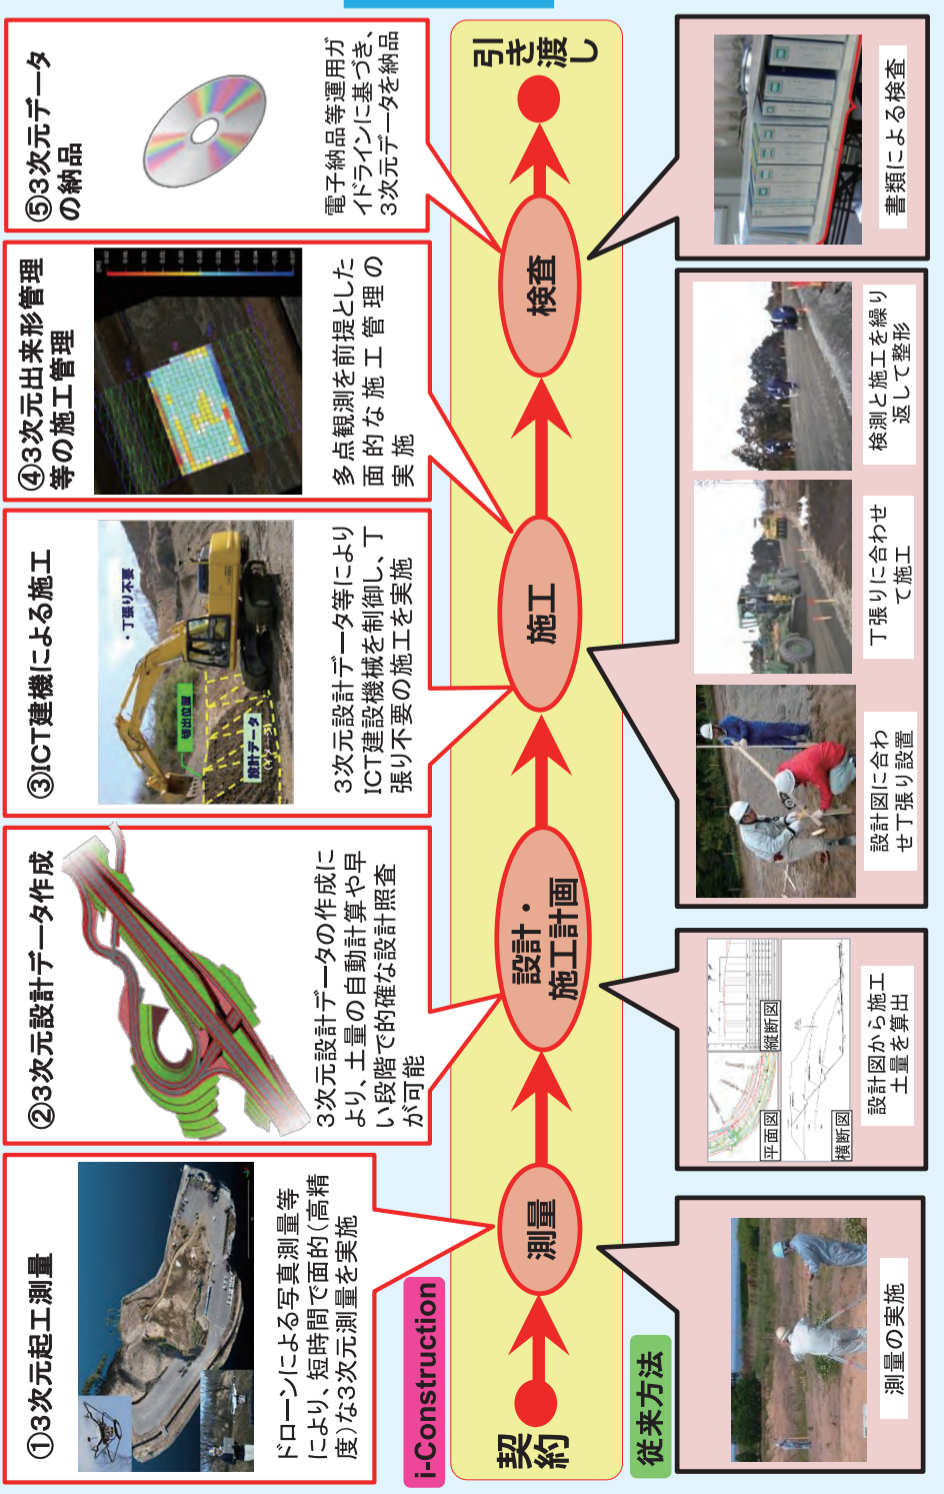 ①3次元起工測量
ドローンによる写真測量等
により、短時間で面的(高精
度)な3次元測量を実施
②3次元設計データ作成
3次元設計データの作成に
より、土量の自動計算や早
い段階で的確な設計照査
が可能
③ICT建機による施工
・丁張り不要
切出位置
設計データ
3次元設計データ等により
ICT建設機械を制御し、丁
張り不要の施工を実施
④3次元出来形管理
等の施工管理
多点観測を前提とした
面的な施工管理の
実施
⑤3次元データ
の納品
電子納品等運用ガ
イドラインに基づき、
3次元データを納品
i-Construction
契約
測量
設計・
施工計画
施工
検査
引き渡し
従来方法
測量の実施
平面図
縦断図
横断図
設計図から施工
土量を算出
設計図に合わ
せ丁張り設置
丁張りに合わせ
て施工
検測と施工を繰り
返して整形
書類による検査